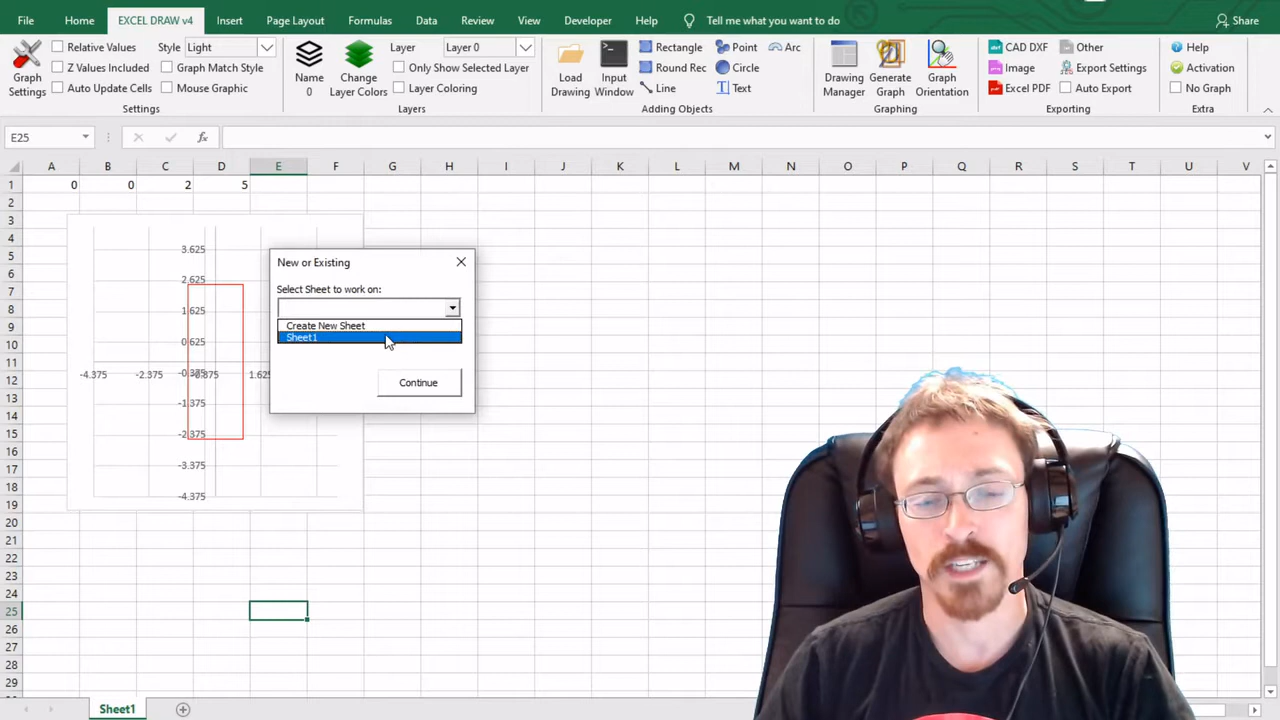 File Home EXCEL DRAW v4 Insert Page Layout Formulas Data Review View Developer Help Tell me what you want to do Share
Graph Settings
Relative Values
Z Values Included
Auto Update Cells
Style Light
Graph Match Style
Mouse Graphic
Settings
Name 0
Change Layer Colors
Layer Layer 0
Only Show Selected Layer
Layer Coloring
Layers
Load Drawing
Input Window
Rectangle
Round Rec
Line
Point
Circle
Text
Arc
Adding Objects
Drawing Manager
Generate Graph
Graph Orientation
Graphing
CAD DXF
Image
Excel PDF
Other
Export Settings
Auto Export
Exporting
Help
Activation
No Graph
Extra
E25 fx
A B C D E F G H I J K L M N O P Q R S T U V
1 0 0 2 5
2
3
4
5
6
7
8
9
10
11
12
13
14
15
16
17
18
19
20
21
22
23
24
25
26
27
28
29
3.625
2.625
1.625
0.625
-0.375
-4.375 -2.375 -0.375 1.625
-1.375
-2.375
-3.375
-4.375
New or Existing
Select Sheet to work on:
Create New Sheet
Sheet1
Continue
Sheet1